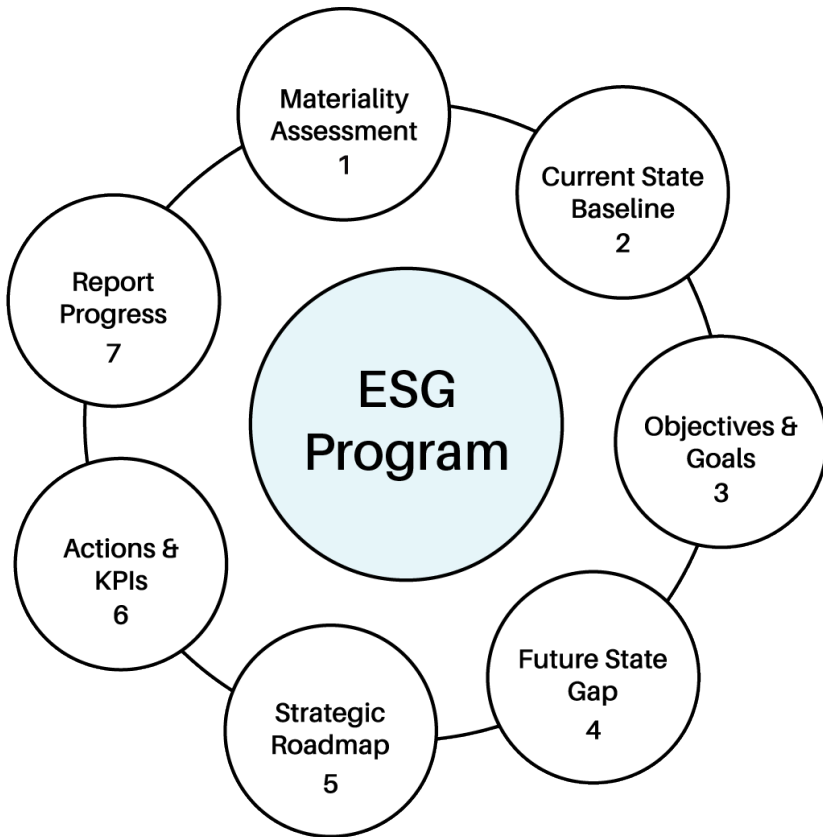 Materiality
Assessment
1
Current State
Baseline
2
Objectives &
Goals
3
Future State
Gap
4
Strategic
Roadmap
5
Actions &
KPIs
6
Report
Progress
7
ESG
Program